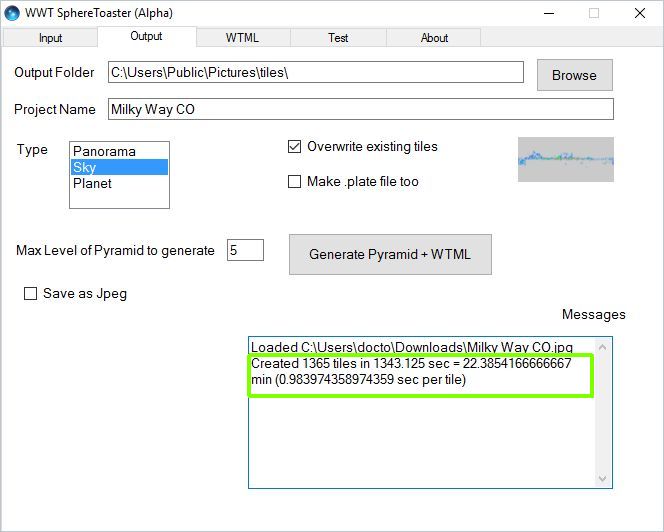 WWT SphereToaster (Alpha)
Input Output WTML Test About
Output Folder C:\Users\Public\Pictures\tiles\ Browse
Project Name Milky Way CO
Type
Panorama
Sky
Planet
Overwrite existing tiles
Make .plate file too
Max Level of Pyramid to generate 5 Generate Pyramid + WTML
Save as Jpeg
Messages
Loaded C:\Users\docto\Downloads\Milky Way CO.jpg
Created 1365 tiles in 1343.125 sec = 22.3854166666667
min (0.983974358974359 sec per tile)